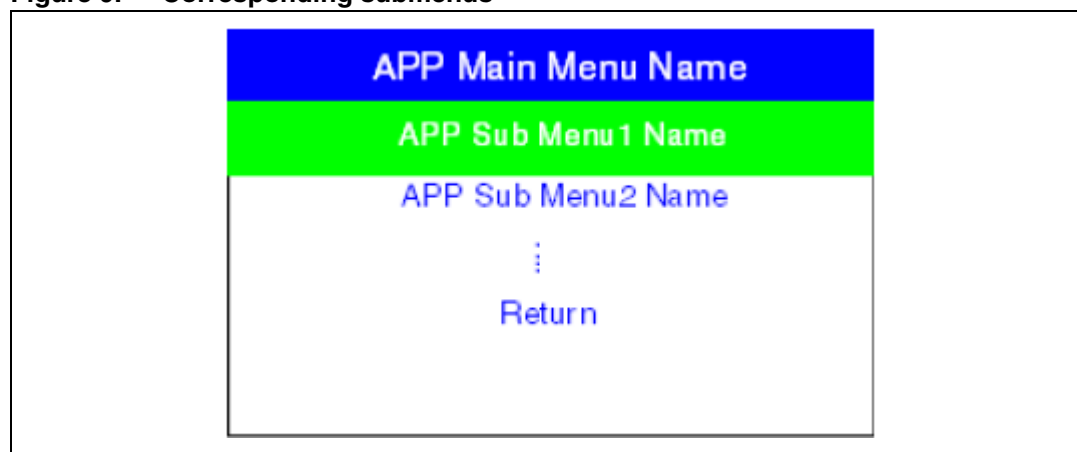 APP Main Menu Name
APP Sub Menu1 Name
APP Sub Menu2 Name
Return